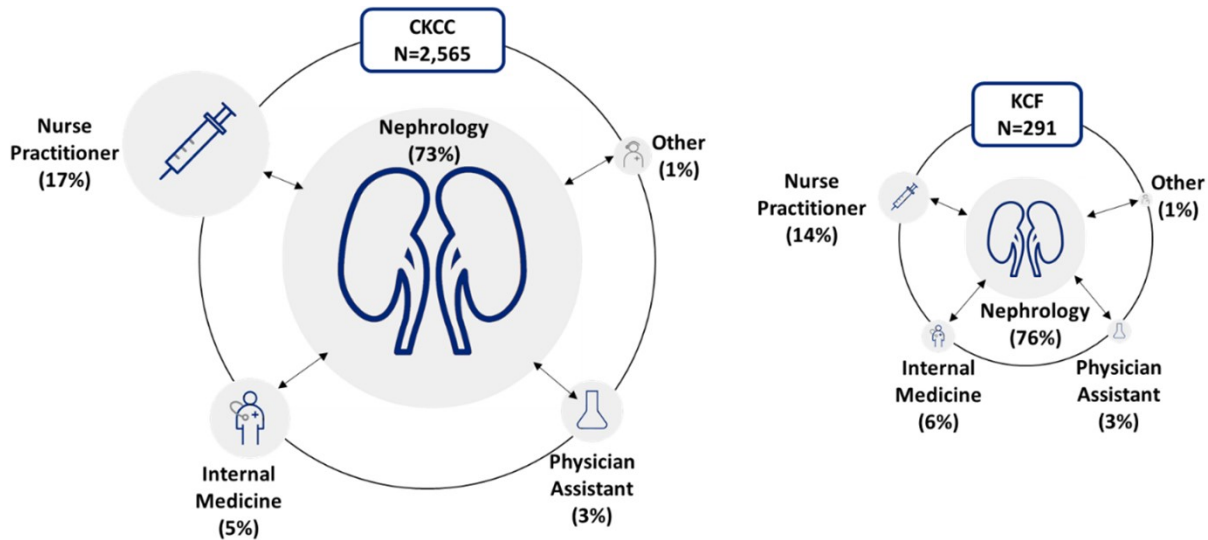 CKCC
N=2,565
Nephrology
(73%)
Nurse
Practitioner
(17%)
Other
(1%)
Internal
Medicine
(5%)
Physician
Assistant
(3%)
KCF
N=291
Nurse
Practitioner
(14%)
Other
(1%)
Nephrology
(76%)
Internal
Medicine
(6%)
Physician
Assistant
(3%)